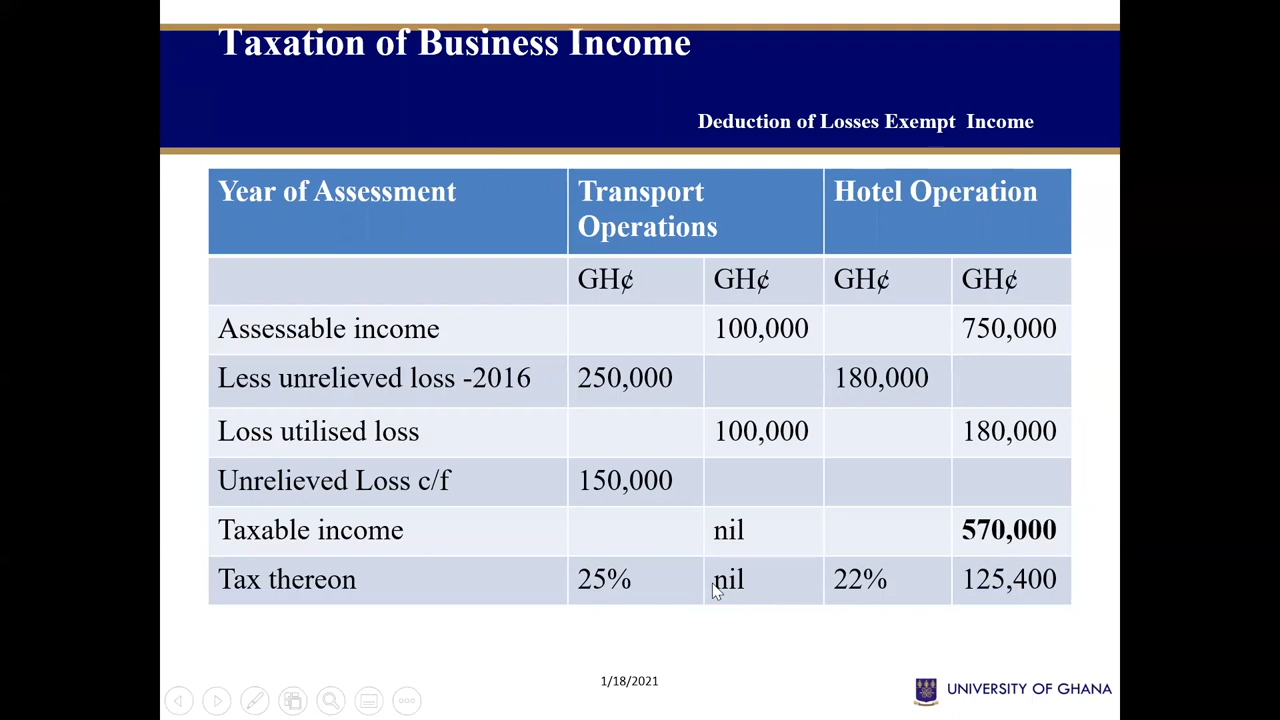 Taxation of Business Income
Deduction of Losses Exempt Income
Year of Assessment Transport Operations Hotel Operation
GH¢ GH¢ GH¢ GH¢
Assessable income 100,000 750,000
Less unrelieved loss -2016 250,000 180,000
Loss utilised loss 100,000 180,000
Unrelieved Loss c/f 150,000
Taxable income nil 570,000
Tax thereon 25% nil 22% 125,400
1/18/2021
UNIVERSITY OF GHANA